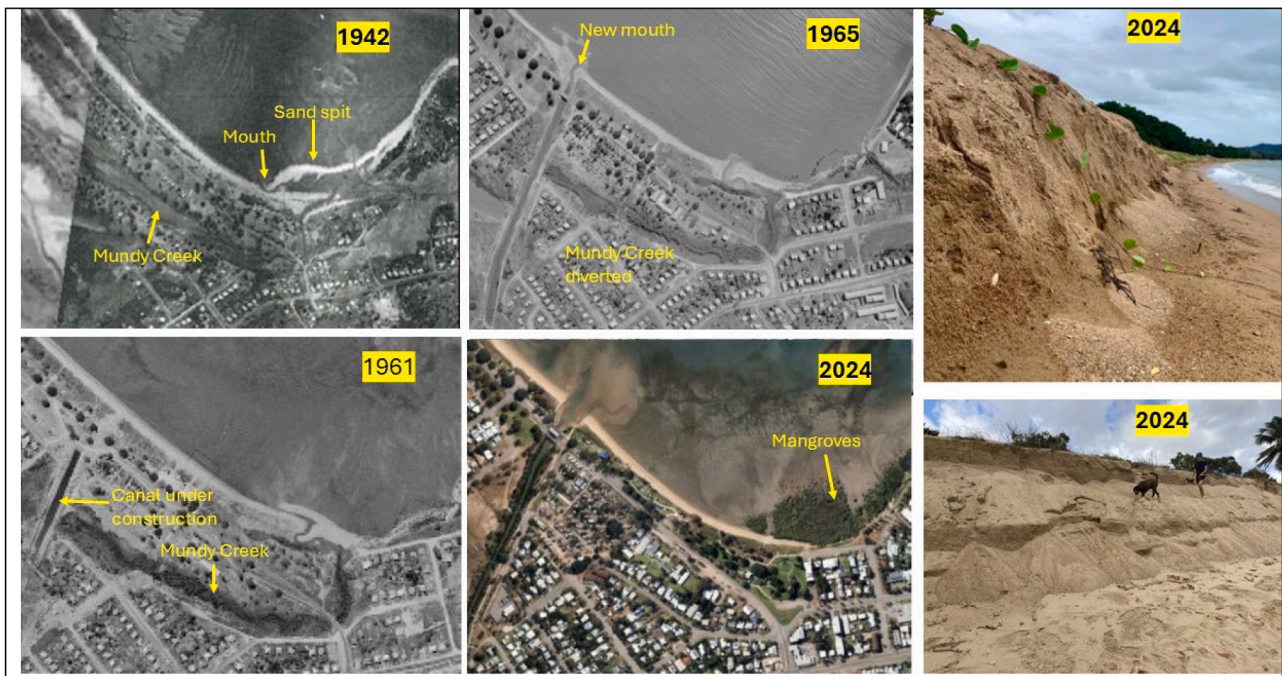 1942
Sand spit
Mouth
Mundy Creek
New mouth
1965
Mundy Creek
diverted
2024
1961
Canal under
construction
Mundy Creek
2024
Mangroves
2024